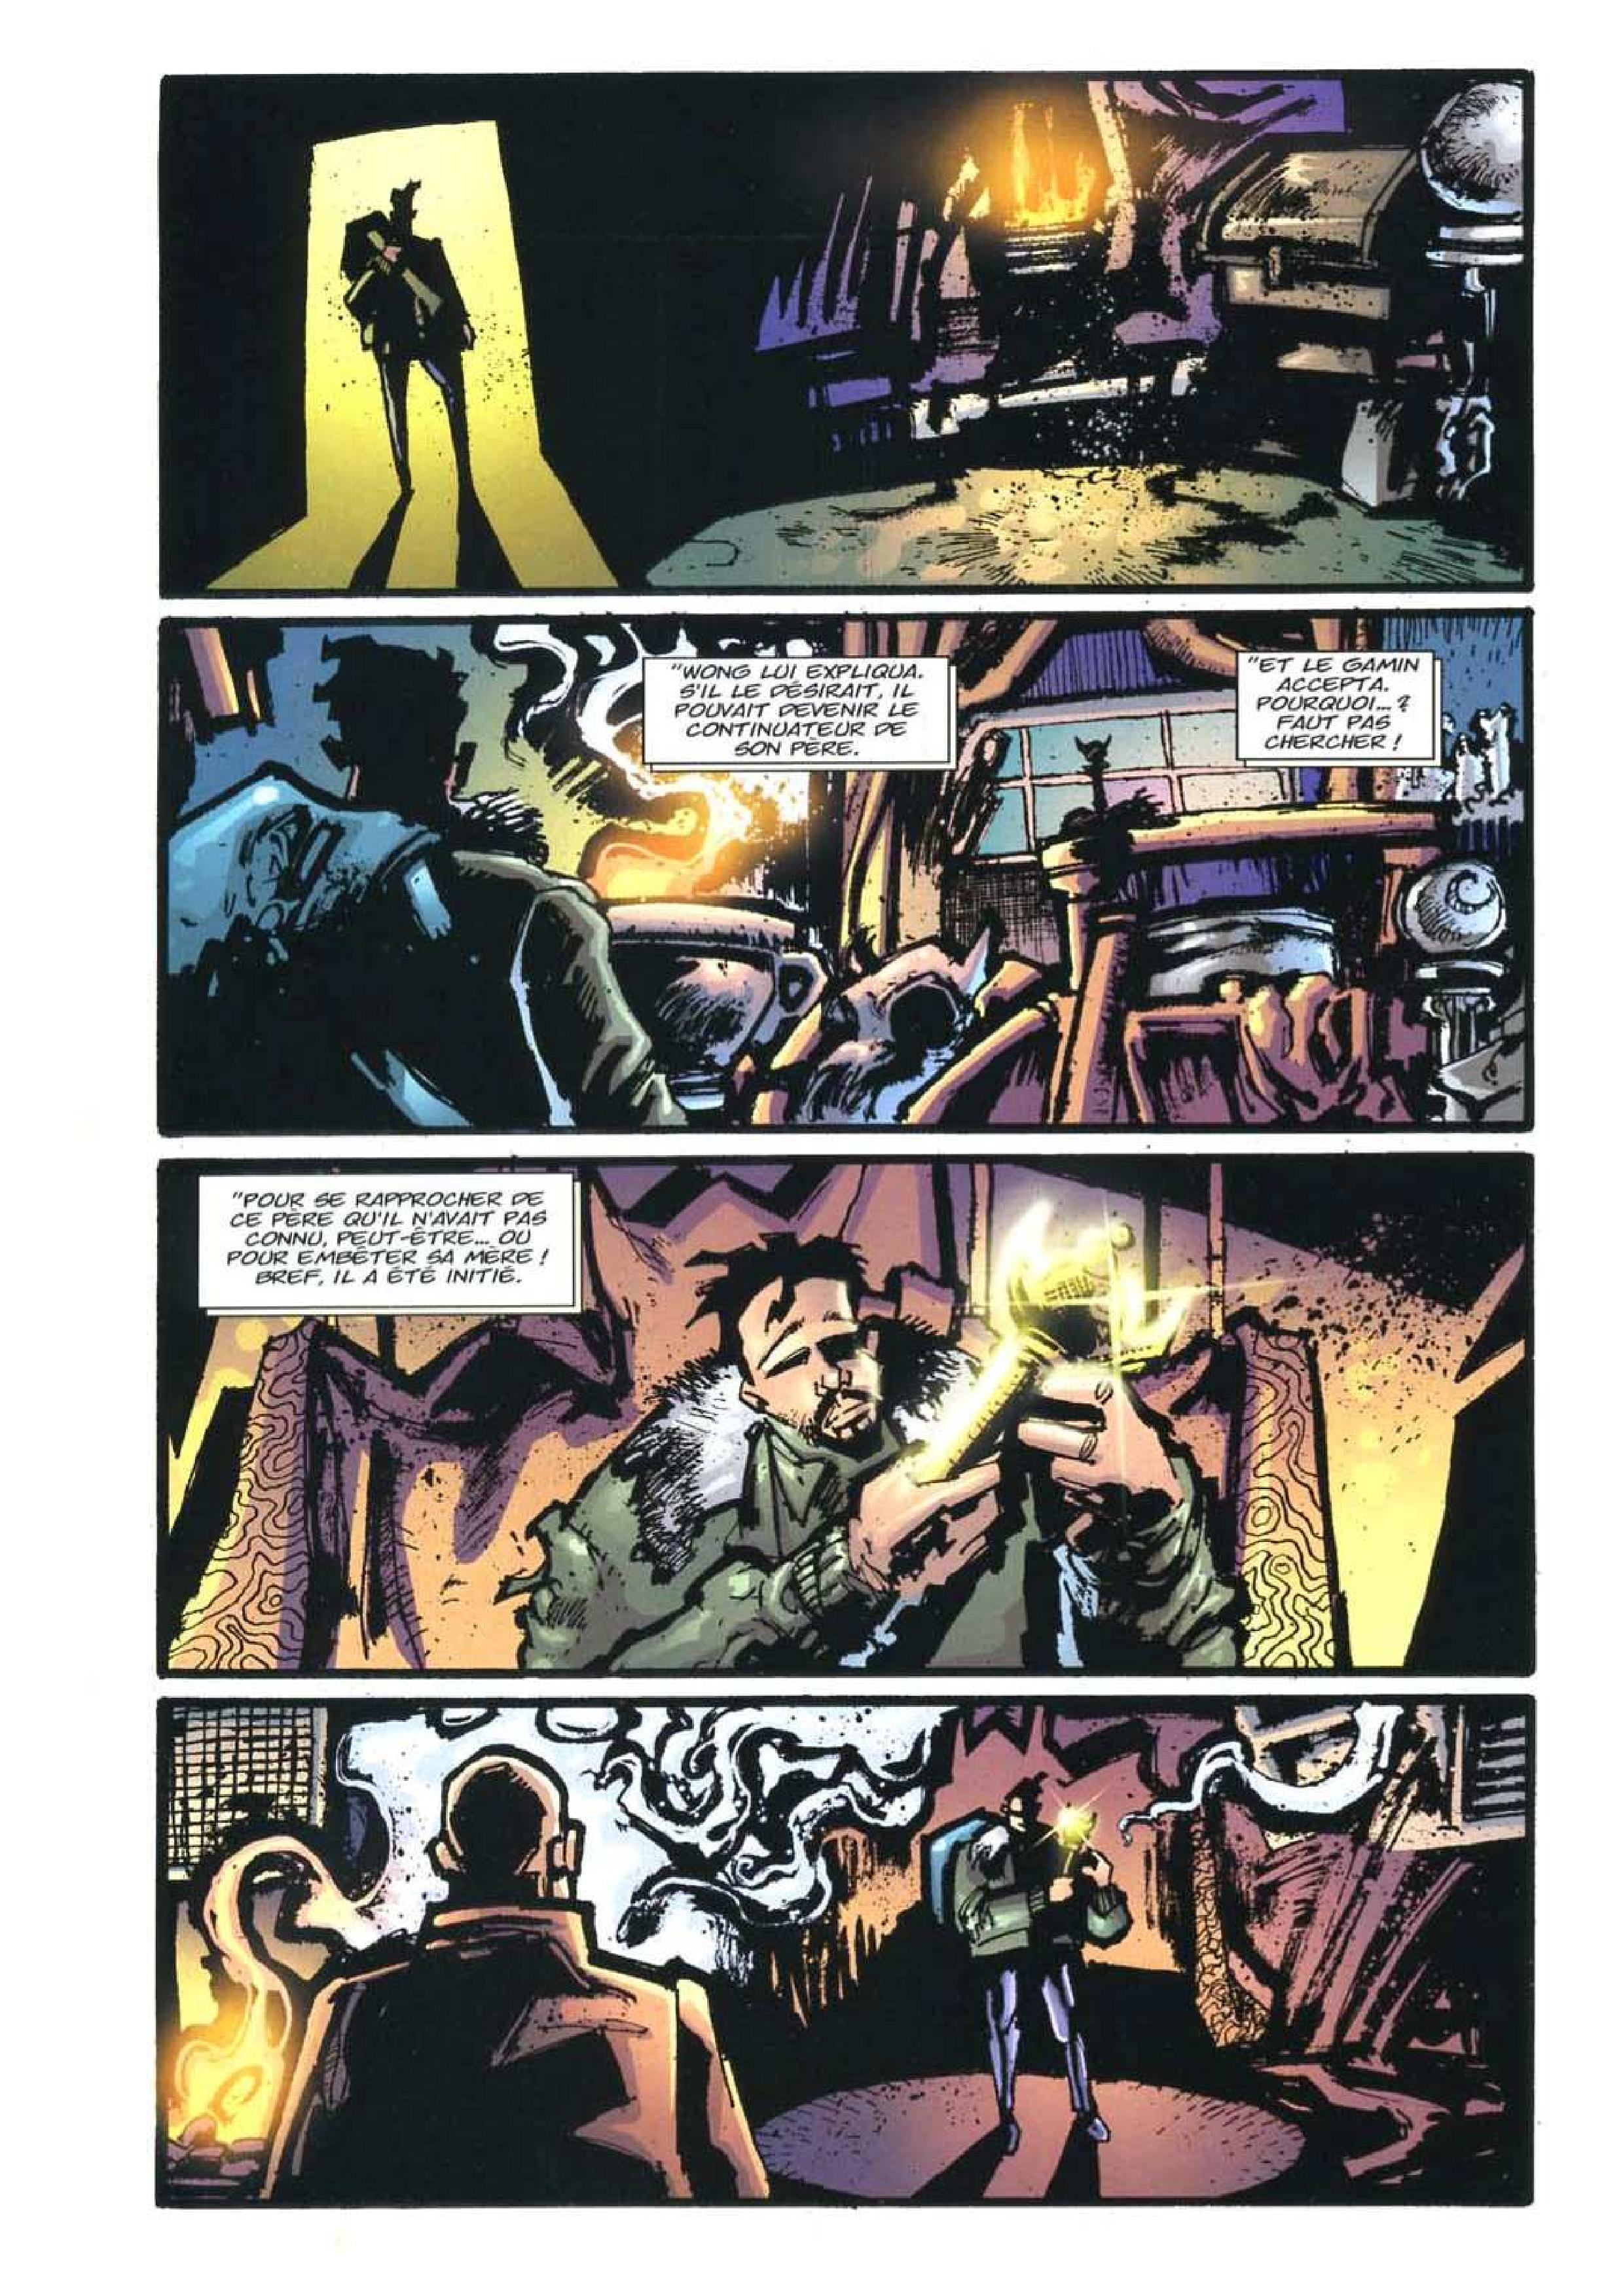 "WONG LUI EXPLIQUA.
S'IL LE DÉSIRAIT, IL
POUVAIT DEVENIR LE
CONTINUATEUR DE
SON PÈRE.
"ET LE GAMIN
ACCEPTA.
POURQUOI... ?
FAUT PAS
CHERCHER !
"POUR SE RAPPROCHER DE
CE PÈRE QU'IL N'AVAIT PAS
CONNU, PEUT-ÊTRE... OU
POUR EMBÊTER SA MÈRE !
BREF, IL A ÉTÉ INITIÉ.